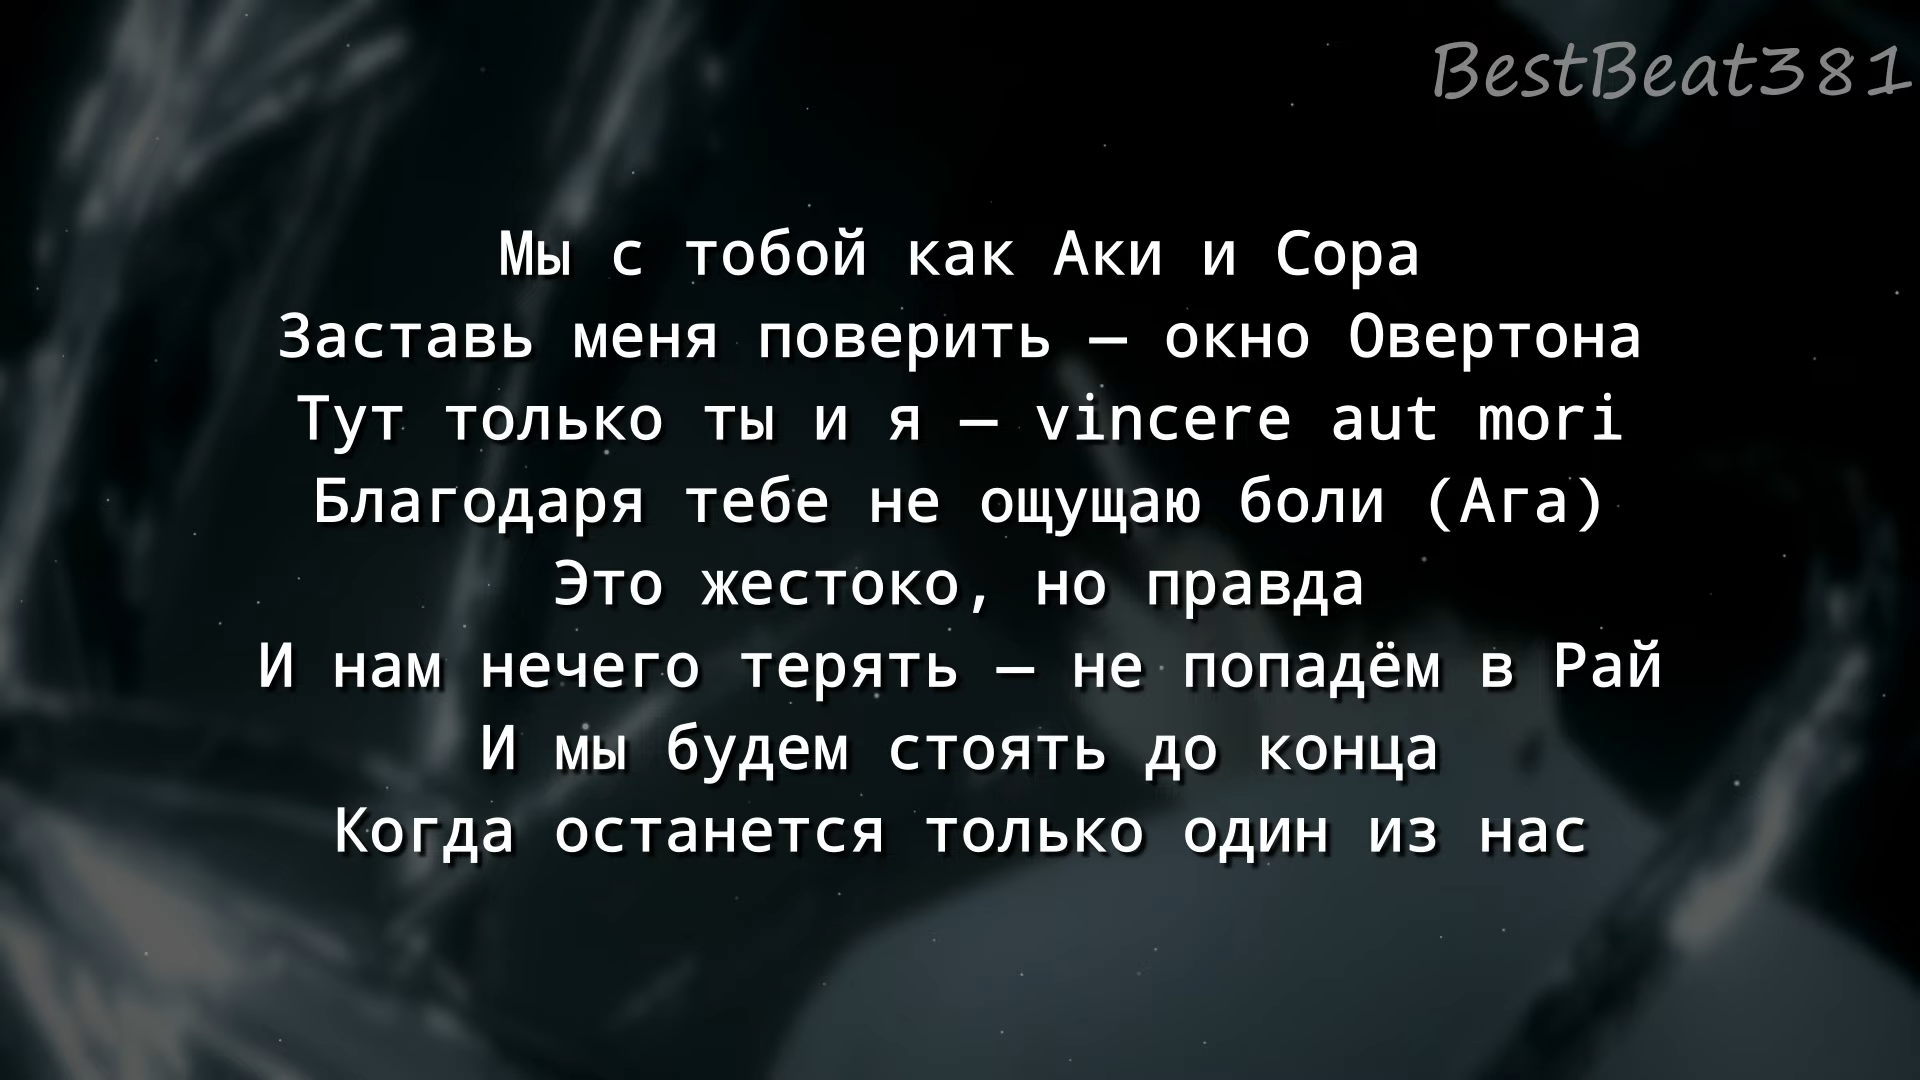 BestBeat381
Мы с тобой как Аки и Сора
Заставь меня поверить — окно Овертона
Тут только ты и я — vincere aut mori
Благодаря тебе не ощущаю боли (Ага)
Это жестоко, но правда
И нам нечего терять — не попадём в Рай
И мы будем стоять до конца
Когда останется только один из нас